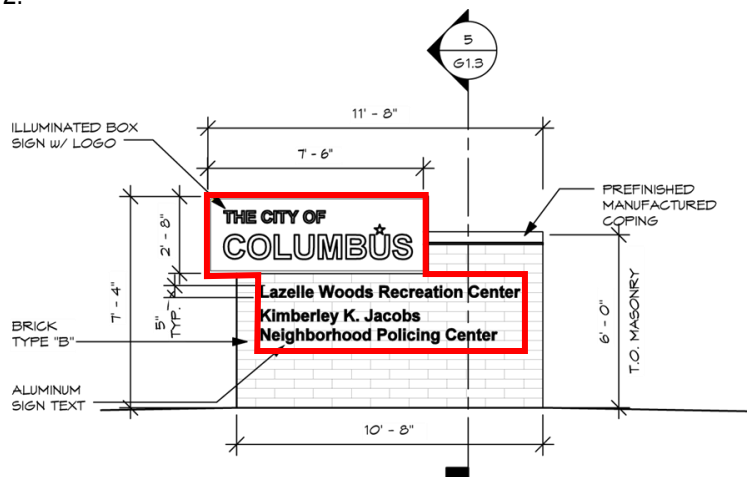 2.
5
G1.3
11' - 8"
ILLUMINATED BOX
SIGN W/ LOGO
7' - 6"
PREFINISHED
MANUFACTURED
COPING
THE CITY OF
COLUMBUS
2' - 8"
7' - 4"
5"
TYP.
Lazelle Woods Recreation Center
Kimberley K. Jacobs
Neighborhood Policing Center
BRICK
TYPE "B"
6' - 0"
T.O. MASONRY
ALUMINUM
SIGN TEXT
10' - 8"